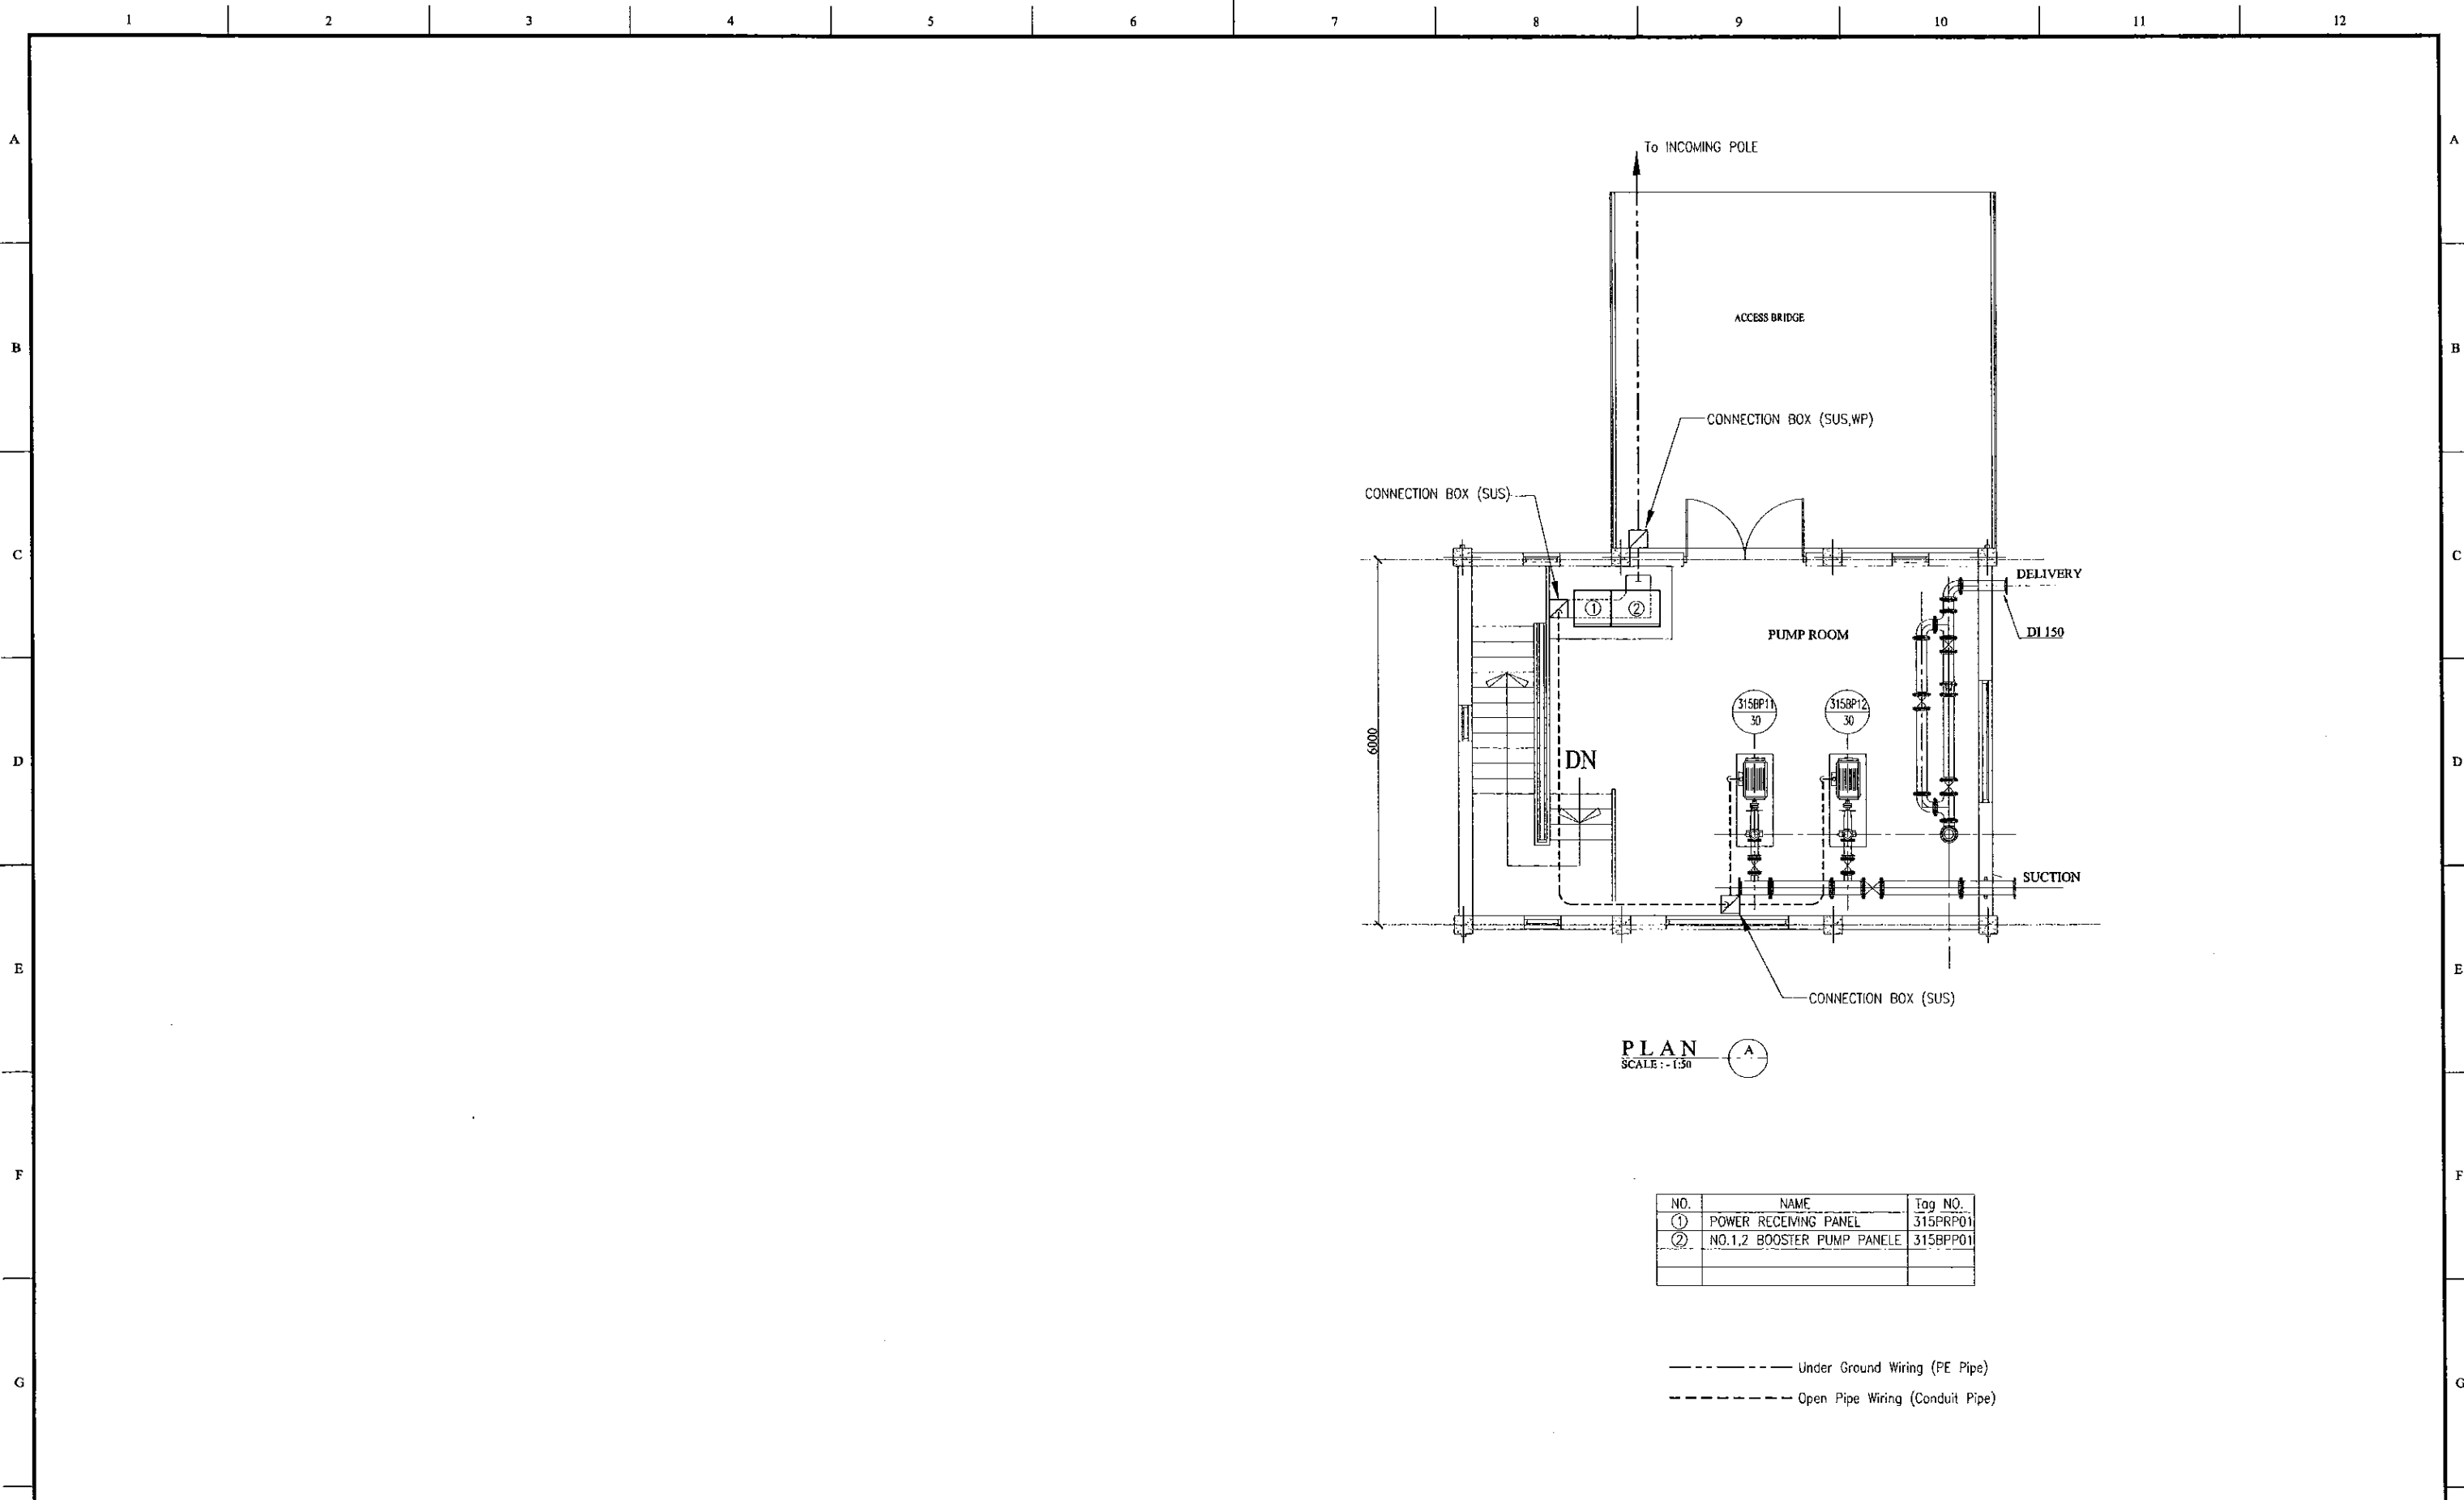 1 2 3 4 5 6 7 8 9 10 11 12
A A
To INCOMING POLE
ACCESS BRIDGE
B B
CONNECTION BOX (SUS,WP)
CONNECTION BOX (SUS)
C C
DELIVERY
1 2
PUMP ROOM
DI 150
315BP11
30
315BP12
30
6000
DN
D D
SUCTION
E E
CONNECTION BOX (SUS)
PLAN
SCALE : - 1:50
A
F F
NO. NAME Tag NO.
1 POWER RECEIVING PANEL 315PRP01
2 NO.1,2 BOOSTER PUMP PANELE 315BPP01
Under Ground Wiring (PE Pipe)
G G
Open Pipe Wiring (Conduit Pipe)